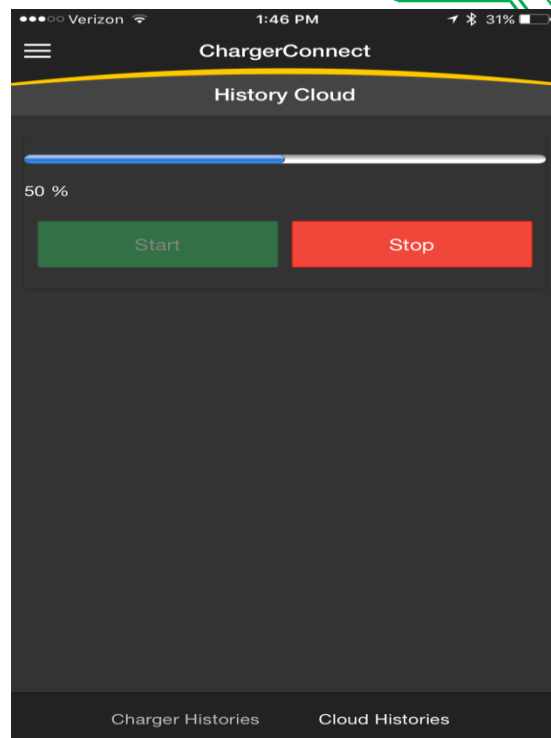 Verizon 1:46 PM 31%
ChargerConnect
History Cloud
50 %
Start Stop
Charger Histories Cloud Histories